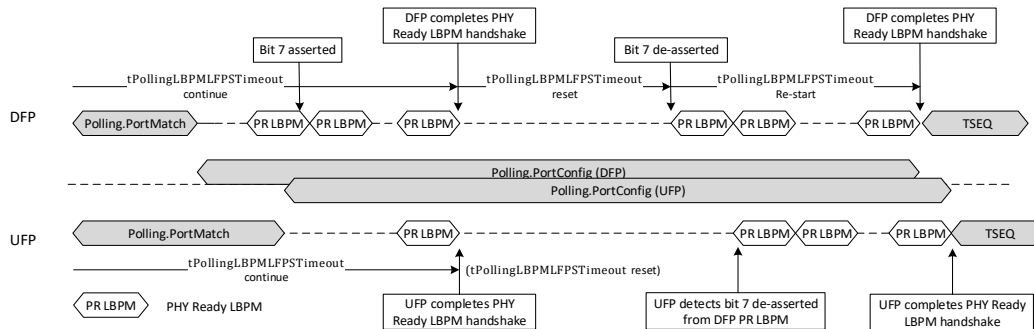 DFP completes PHY
Ready LBPM handshake
DFP completes PHY
Ready LBPM handshake
Bit 7 asserted
Bit 7 de-asserted
tPollingLBPMLFPSTimeout
continue
tPollingLBPMLFPSTimeout
reset
tPollingLBPMLFPSTimeout
Re-start
DFP
Polling.PortMatch
PR LBPM
PR LBPM
PR LBPM
PR LBPM
PR LBPM
PR LBPM
TSEQ
Polling.PortConfig (DFP)
Polling.PortConfig (UFP)
UFP
Polling.PortMatch
PR LBPM
PR LBPM
PR LBPM
PR LBPM
TSEQ
tPollingLBPMLFPSTimeout
continue
(tPollingLBPMLFPSTimeout reset)
PR LBPM
PHY Ready LBPM
UFP completes PHY
Ready LBPM handshake
UFP detects bit 7 de-asserted
from DFP PR LBPM
UFP completes PHY Ready
LBPM handshake